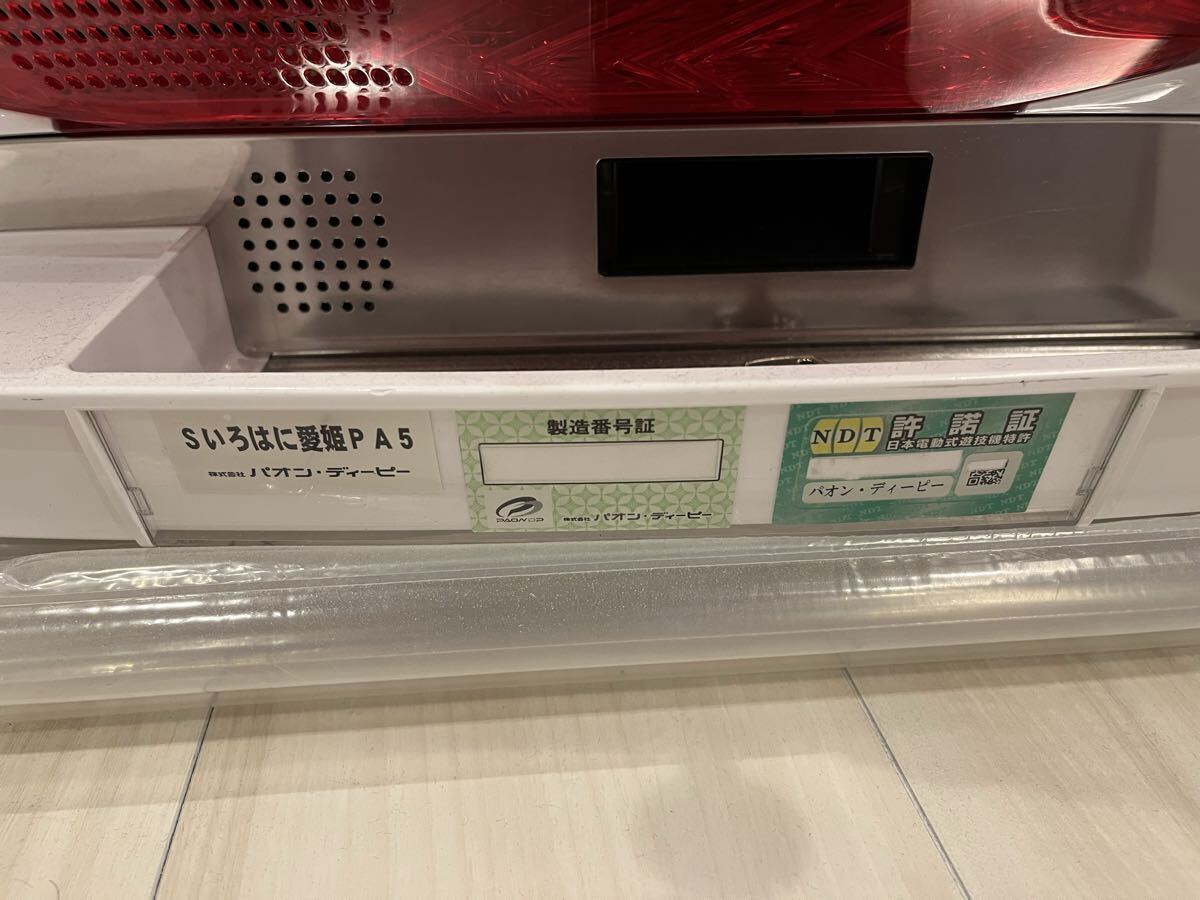 Sいろはに愛姫PA5
株式会社 パオン・ディーピー
製造番号証
PAON DP
株式会社 パオン・ディーピー
NDT 許諾証
日本電動式遊技機特許
パオン・ディーピー